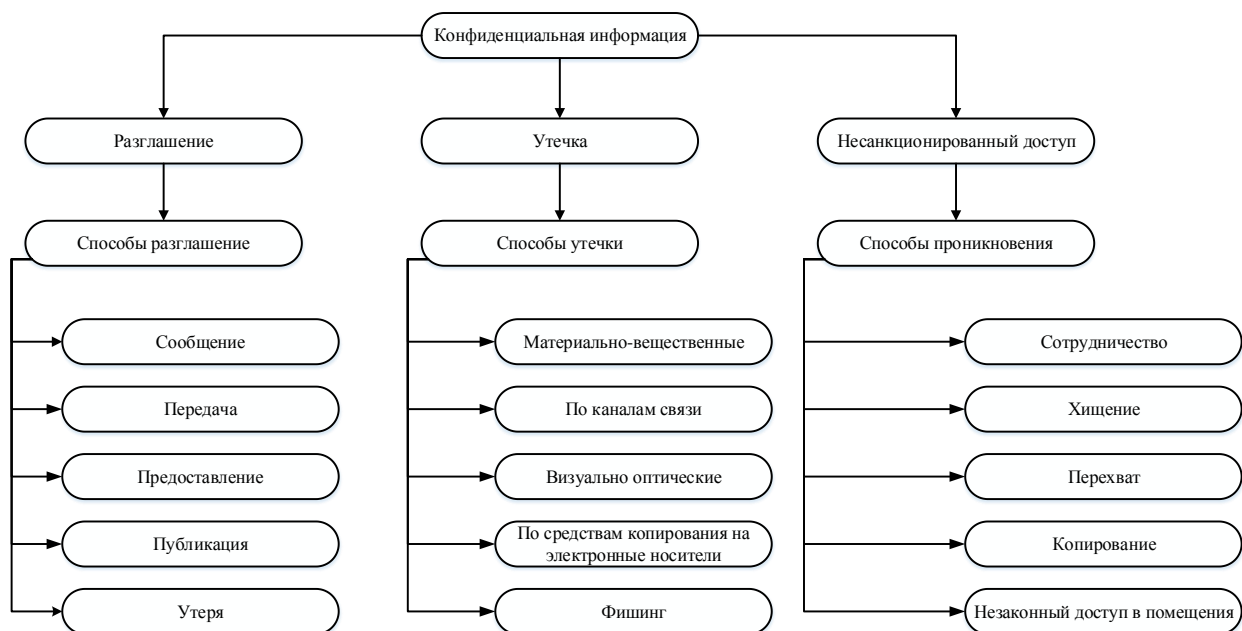 Конфиденциальная информация
Разглашение
Утечка
Несанкционированный доступ
Способы разглашение
Способы утечки
Способы проникновения
Сообщение
Материально-вещественные
Сотрудничество
Передача
По каналам связи
Хищение
Предоставление
Визуально оптические
Перехват
Публикация
По средствам копирования на
электронные носители
Копирование
Утеря
Фишинг
Незаконный доступ в помещения